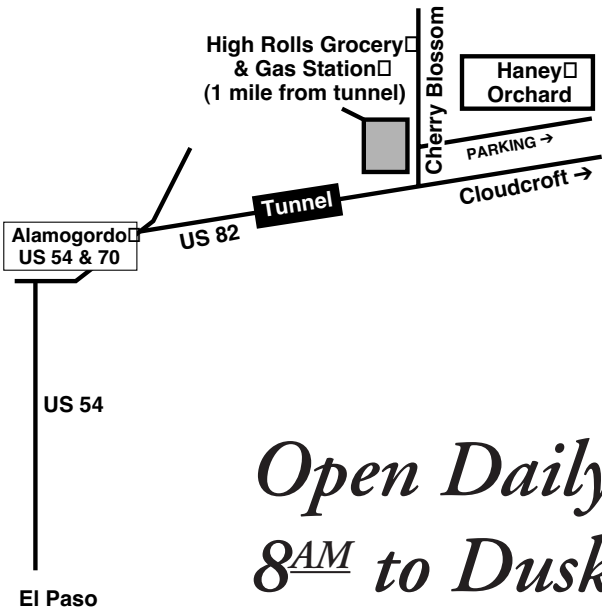 High Rolls Grocery
& Gas Station
(1 mile from tunnel)
Cherry Blossom
Haney
Orchard
PARKING →
Cloudcroft →
Tunnel
US 82
Alamogordo
US 54 & 70
US 54
El Paso
Open Daily
8AM to Dusk